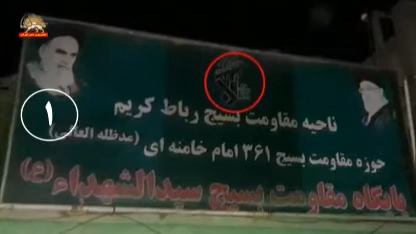 ۱
ناحیه مقاومت بسیج رباط کریم
حوزه مقاومت بسیج ۳۶۱ امام خامنه ای (مدظله العالی)
پایگاه مقاومت بسیج سیدالشهداء (ع)